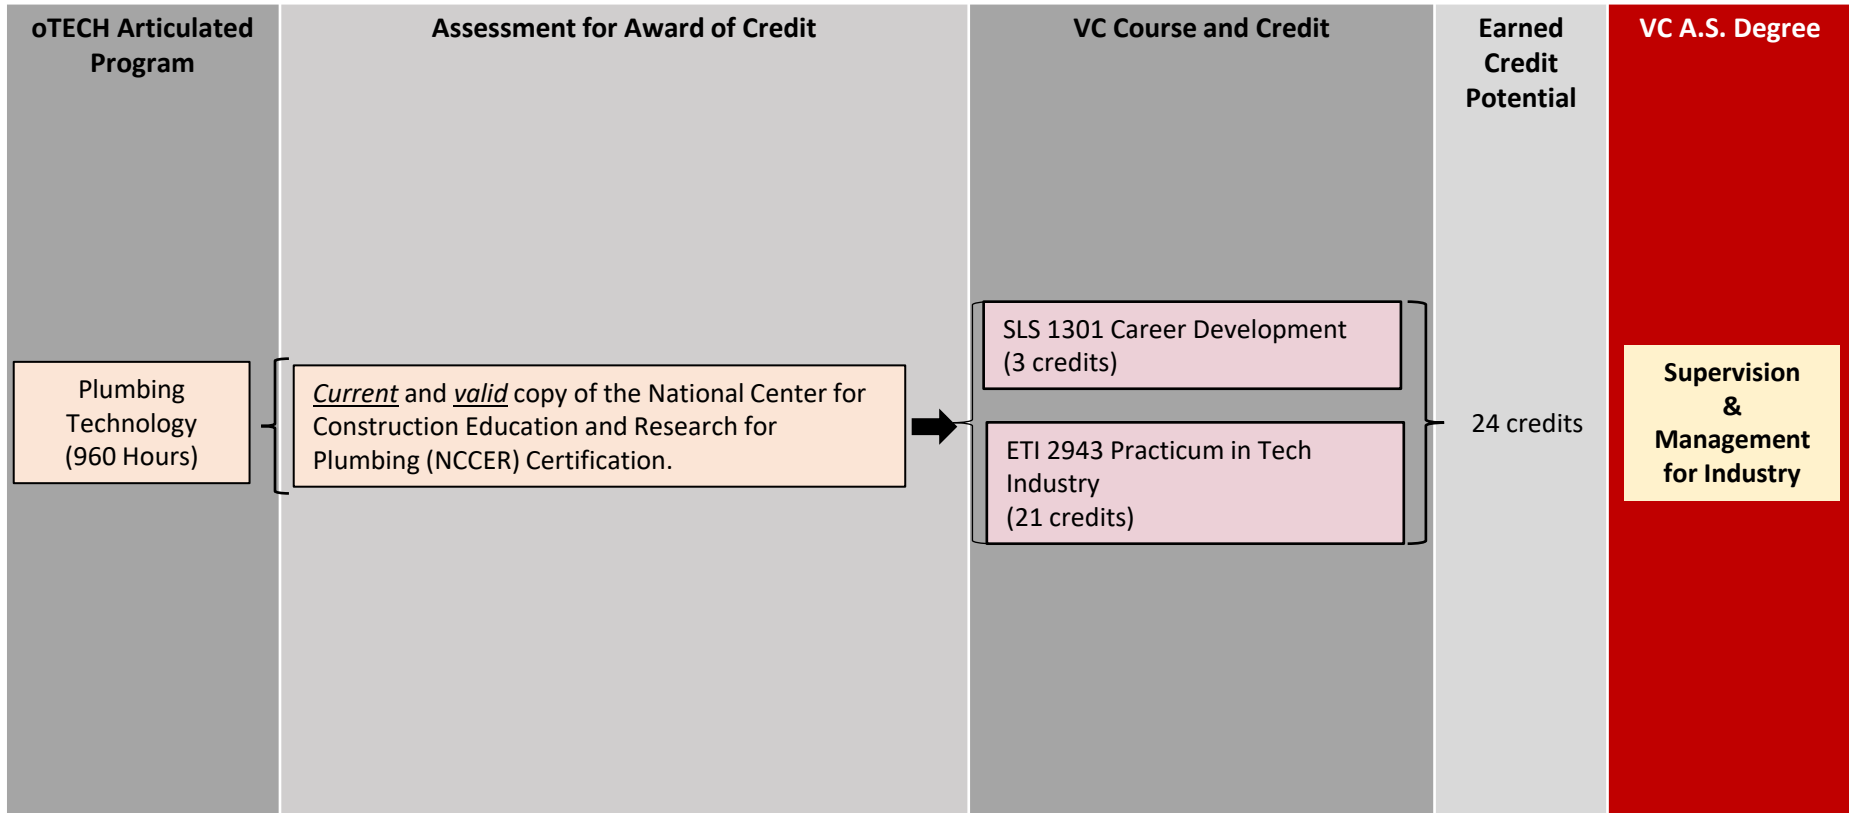 oTECH Articulated
Program
Assessment for Award of Credit
VC Course and Credit
Earned
Credit
Potential
VC A.S. Degree
Plumbing
Technology
(960 Hours)
Current and valid copy of the National Center for
Construction Education and Research for
Plumbing (NCCER) Certification.
SLS 1301 Career Development
(3 credits)
ETI 2943 Practicum in Tech
Industry
(21 credits)
24 credits
Supervision
&
Management
for Industry